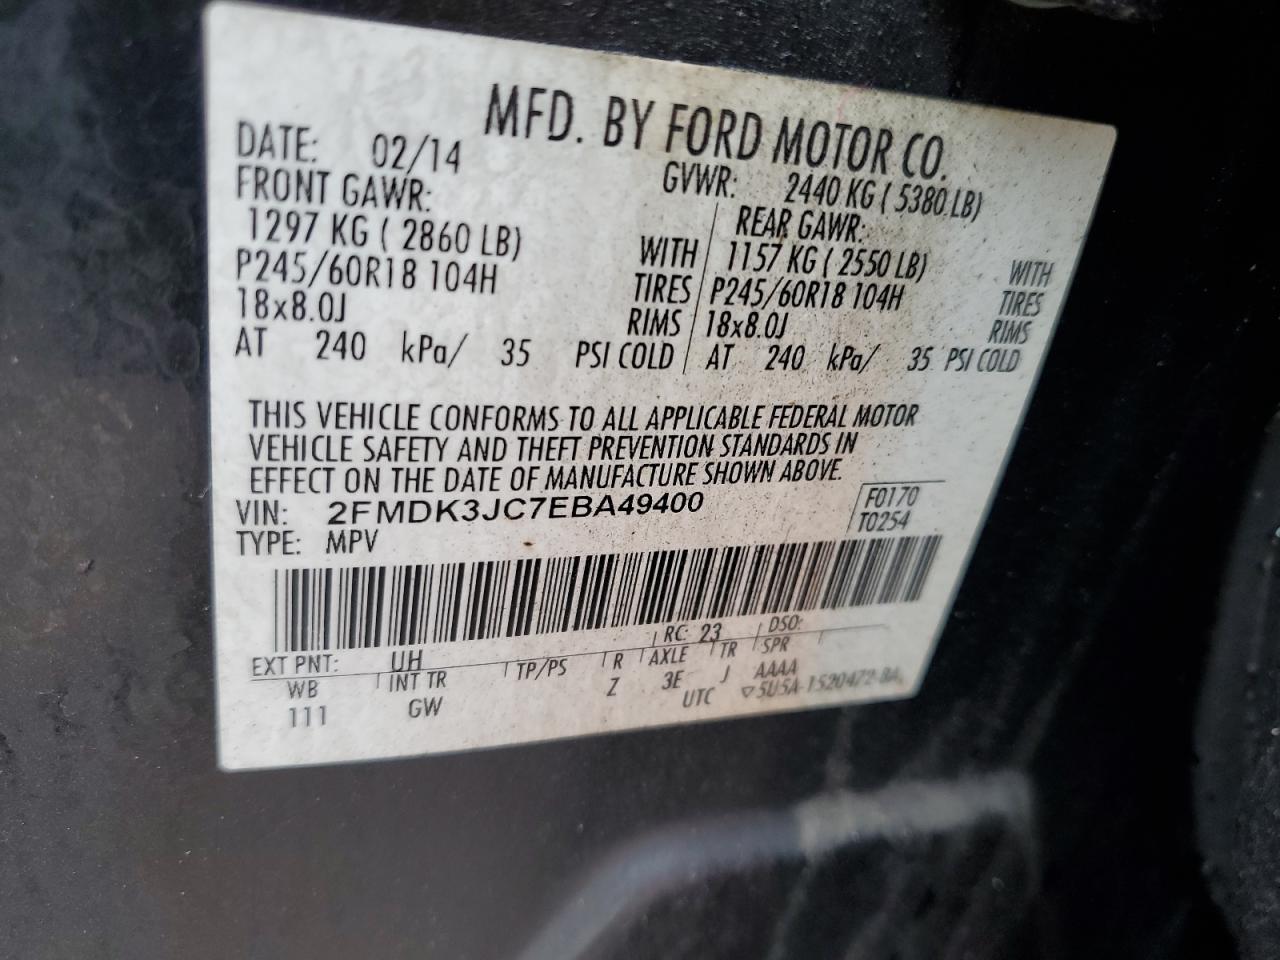 MFD. BY FORD MOTOR CO.
DATE: 02/14 GVWR: 2440 KG ( 5380 LB)
FRONT GAWR: REAR GAWR:
1297 KG ( 2860 LB) WITH 1157 KG ( 2550 LB) WITH
P245/60R18 104H TIRES P245/60R18 104H TIRES
18x8.0J RIMS 18x8.0J RIMS
AT 240 kPa/ 35 PSI COLD AT 240 kPa/ 35 PSI COLD
THIS VEHICLE CONFORMS TO ALL APPLICABLE FEDERAL MOTOR
VEHICLE SAFETY AND THEFT PREVENTION STANDARDS IN
EFFECT ON THE DATE OF MANUFACTURE SHOWN ABOVE.
VIN: 2FMDK3JC7EBA49400 F0170
TYPE: MPV T0254
EXT PNT: UH RC: 23 DSO:
WB INT TR TP/PS R AXLE TR SPR
111 GW Z 3E J AAAA
UTC ▽5U5A-1520472-BA